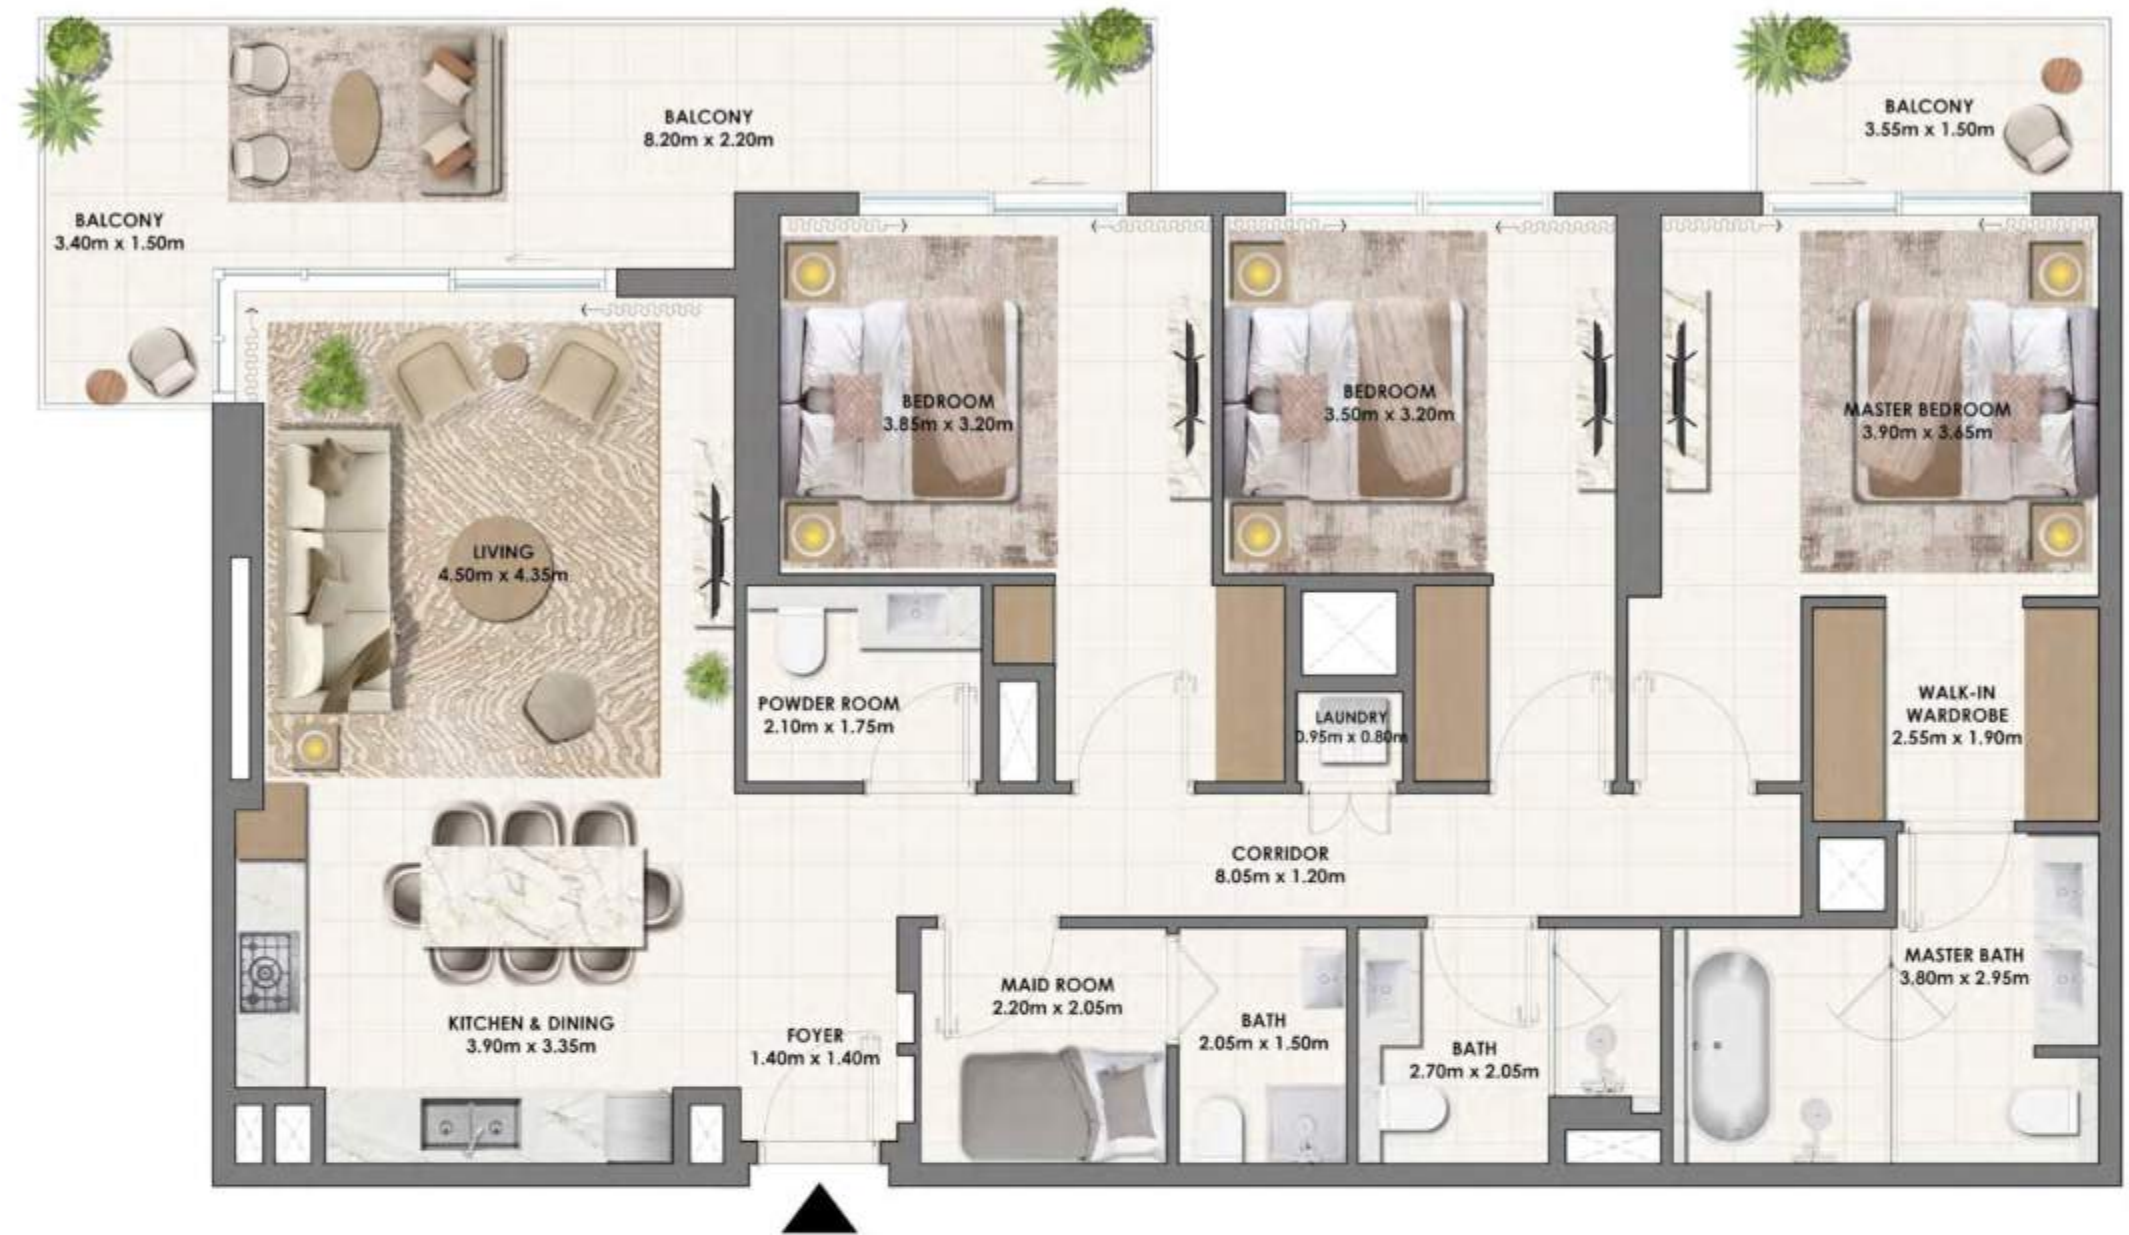 BALCONY
8.20m x 2.20m
BALCONY
3.55m x 1.50m
BALCONY
3.40m x 1.50m
BEDROOM
3.85m x 3.20m
BEDROOM
3.50m x 3.20m
MASTER BEDROOM
3.90m x 3.65m
LIVING
4.50m x 4.35m
POWDER ROOM
2.10m x 1.75m
LAUNDRY
0.95m x 0.80m
WALK-IN
WARDROBE
2.55m x 1.90m
CORRIDOR
8.05m x 1.20m
KITCHEN & DINING
3.90m x 3.35m
FOYER
1.40m x 1.40m
MAID ROOM
2.20m x 2.05m
BATH
2.05m x 1.50m
BATH
2.70m x 2.05m
MASTER BATH
3.80m x 2.95m